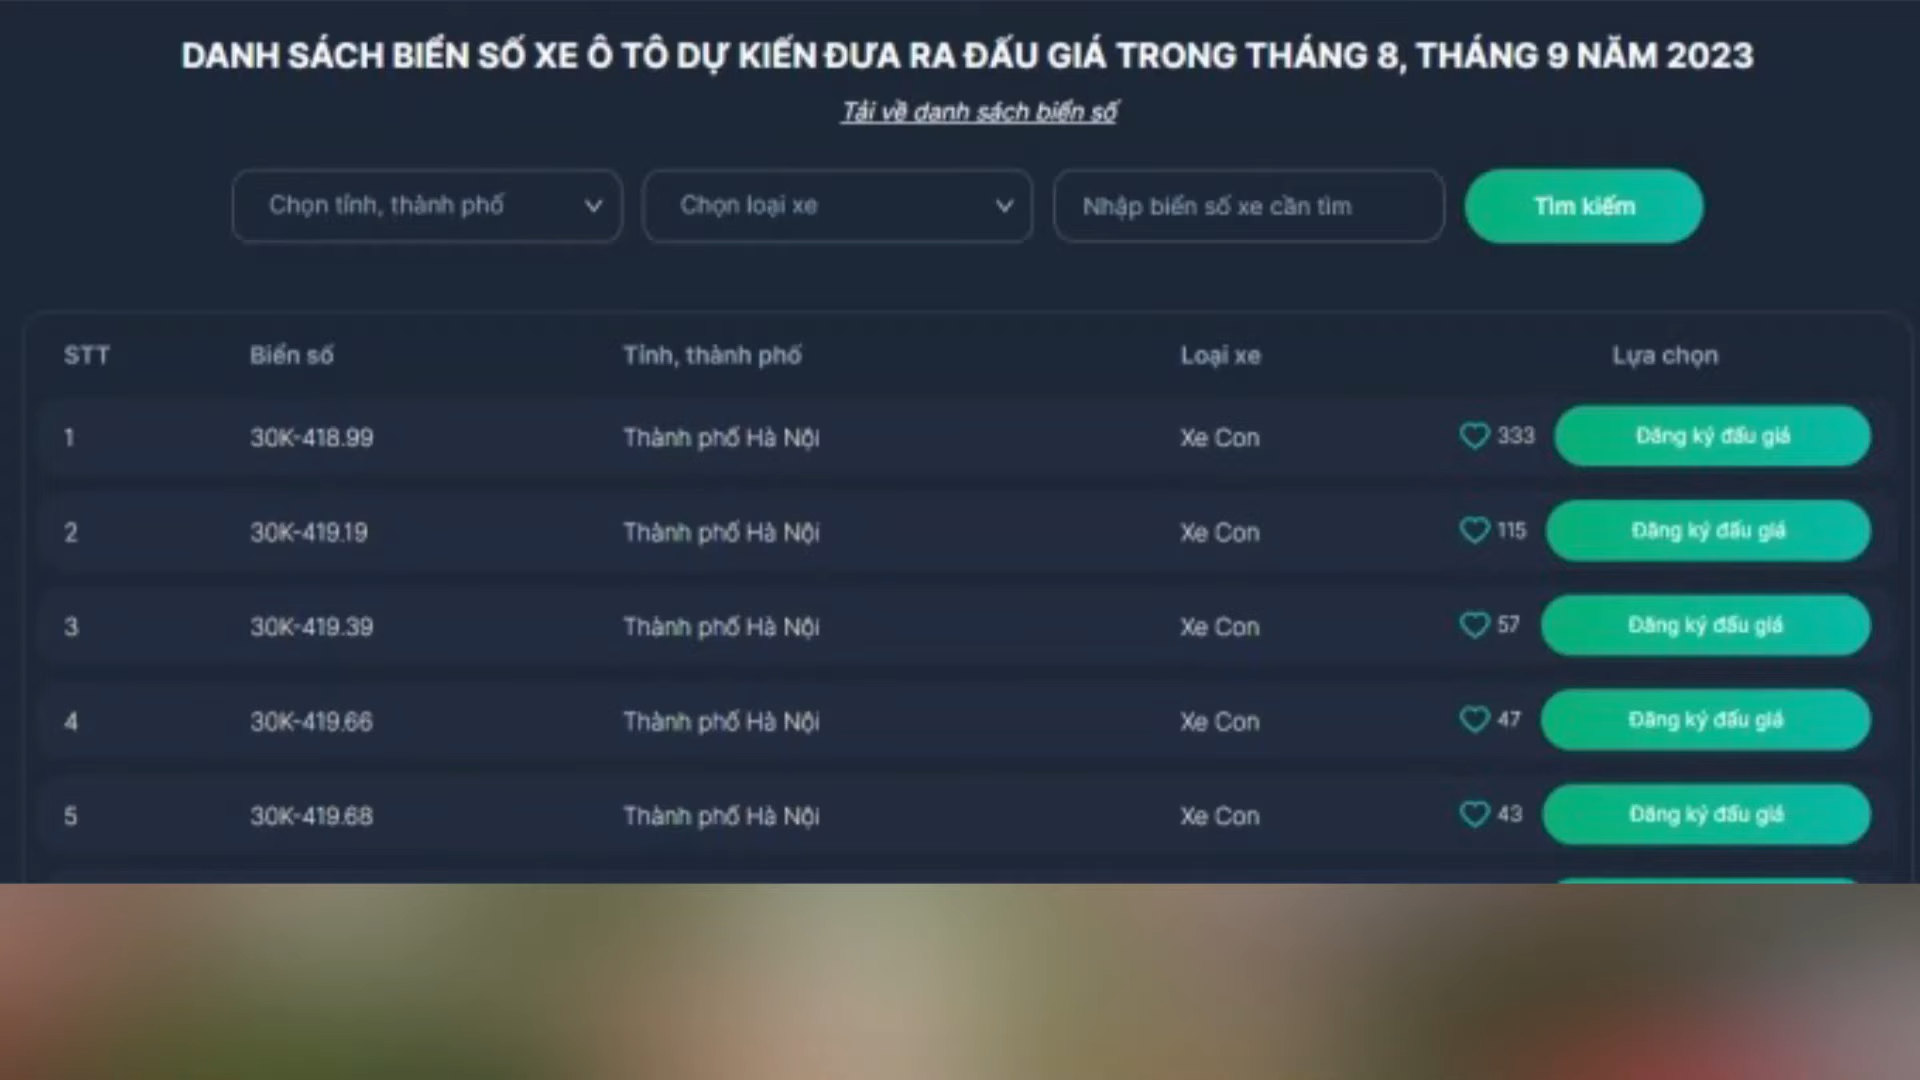 DANH SÁCH BIỂN SỐ XE Ô TÔ DỰ KIẾN ĐƯA RA ĐẤU GIÁ TRONG THÁNG 8, THÁNG 9 NĂM 2023
Tải về danh sách biển số
Chọn tỉnh, thành phố Chọn loại xe Nhập biển số xe cần tìm Tìm kiếm
STT Biển số Tỉnh, thành phố Loại xe Lựa chọn
1 30K-418.99 Thành phố Hà Nội Xe Con 333 Đăng ký đấu giá
2 30K-419.19 Thành phố Hà Nội Xe Con 115 Đăng ký đấu giá
3 30K-419.39 Thành phố Hà Nội Xe Con 57 Đăng ký đấu giá
4 30K-419.66 Thành phố Hà Nội Xe Con 47 Đăng ký đấu giá
5 30K-419.68 Thành phố Hà Nội Xe Con 43 Đăng ký đấu giá